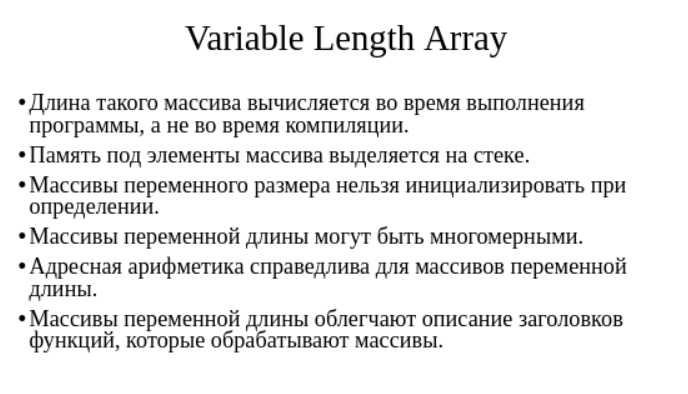 Variable Length Array
•Длина такого массива вычисляется во время выполнения
программы, а не во время компиляции.
•Память под элементы массива выделяется на стеке.
•Массивы переменного размера нельзя инициализировать при
определении.
•Массивы переменной длины могут быть многомерными.
•Адресная арифметика справедлива для массивов переменной
длины.
•Массивы переменной длины облегчают описание заголовков
функций, которые обрабатывают массивы.